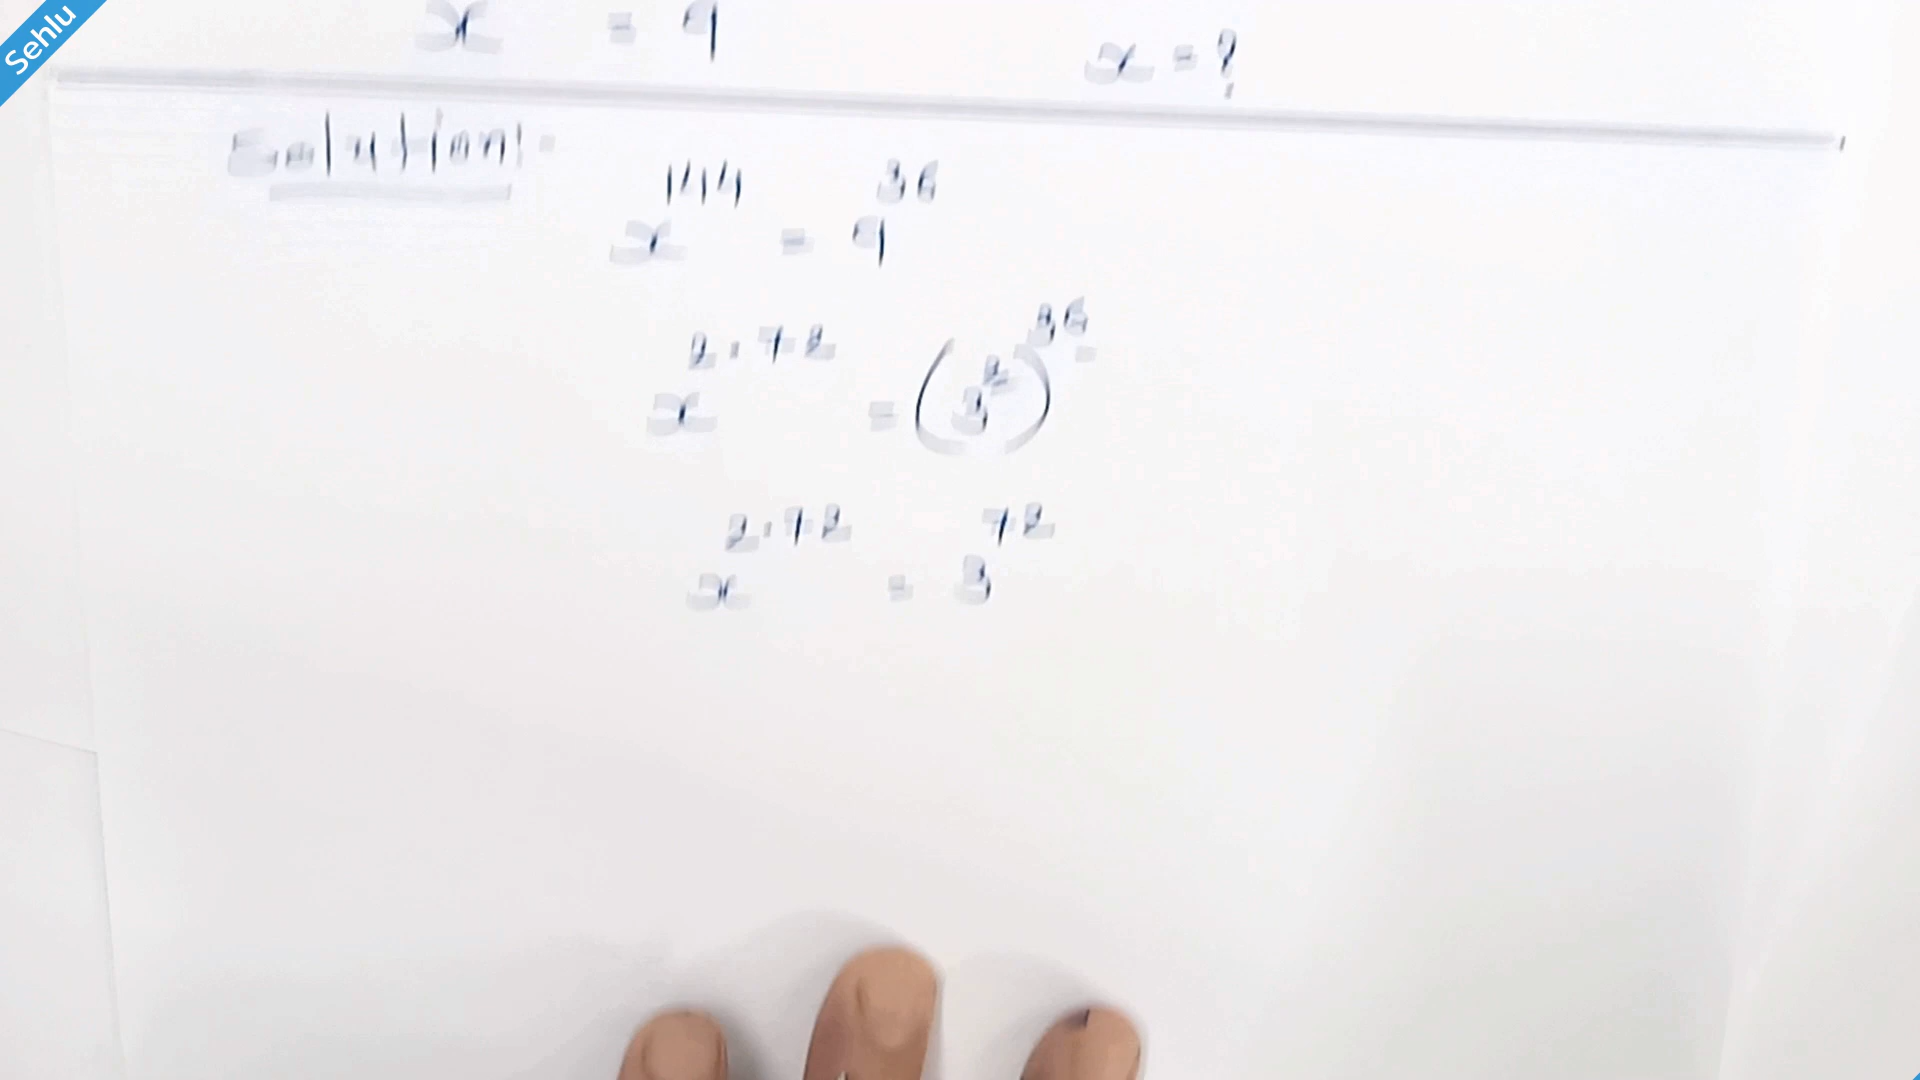 Sehlu
x = 9
x = ?
Solution:-
x^144 = 9^36
x^2.72 = (3^2)^36
x^2.72 = 3^72